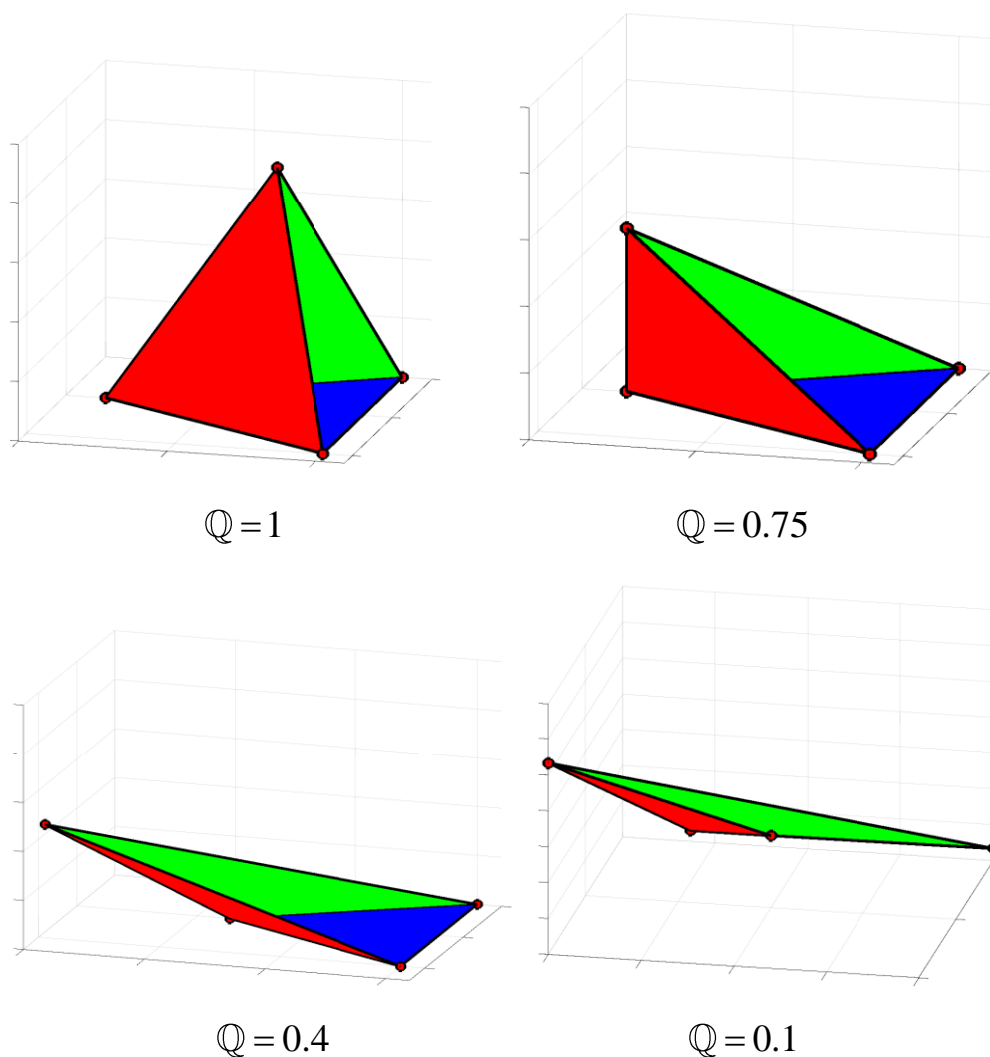 ℚ = 1
ℚ = 0.75
ℚ = 0.4
ℚ = 0.1